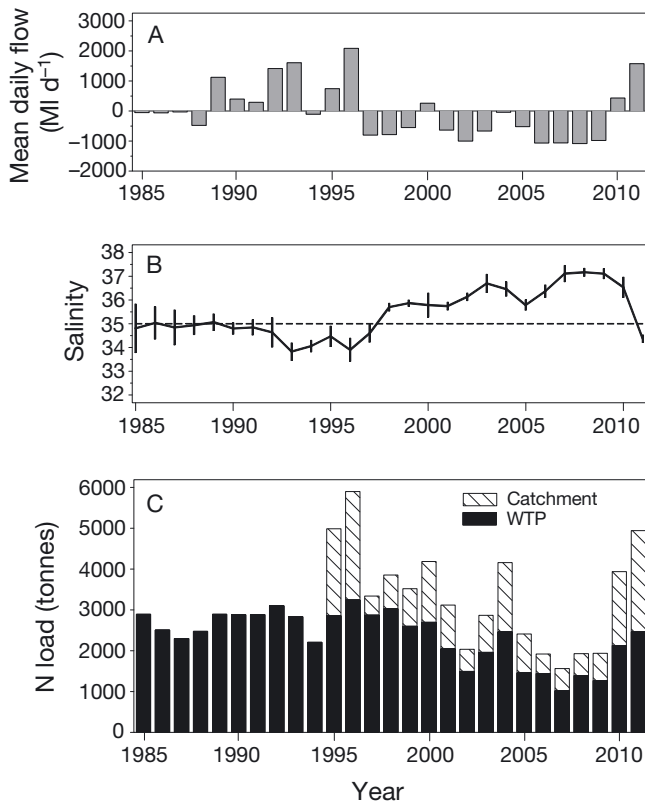 A
Mean daily flow
(Ml d⁻¹)
3000
2000
1000
0
−1000
−2000
1985 1990 1995 2000 2005 2010
B
Salinity
38
37
36
35
34
33
32
1985 1990 1995 2000 2005 2010
C
Catchment
WTP
N load (tonnes)
6000
5000
4000
3000
2000
1000
0
1985 1990 1995 2000 2005 2010
Year